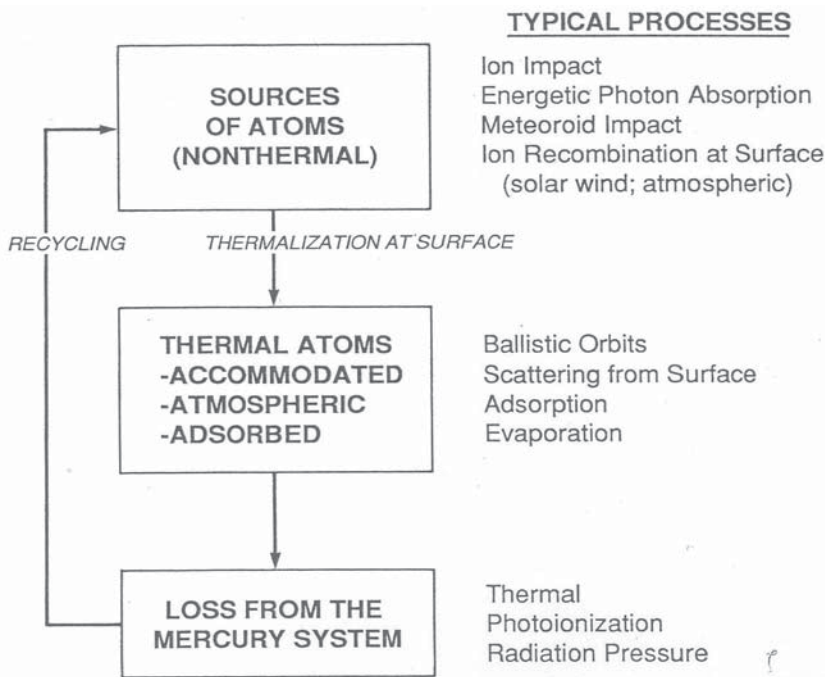 TYPICAL PROCESSES
SOURCES
OF ATOMS
(NONTHERMAL)
Ion Impact
Energetic Photon Absorption
Meteoroid Impact
Ion Recombination at Surface
(solar wind; atmospheric)
RECYCLING
THERMALIZATION AT SURFACE
THERMAL ATOMS
-ACCOMMODATED
-ATMOSPHERIC
-ADSORBED
Ballistic Orbits
Scattering from Surface
Adsorption
Evaporation
LOSS FROM THE
MERCURY SYSTEM
Thermal
Photoionization
Radiation Pressure